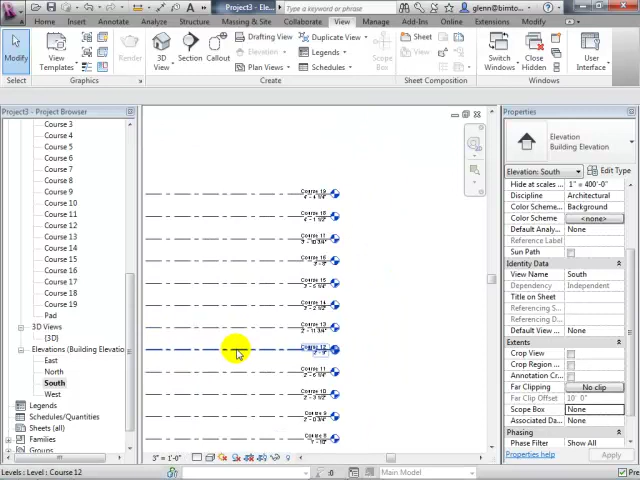 Project3 - Ele...
glenn@bimto...
Architecture
Insert
Annotate
Analyze
Structure
Massing & Site
Collaborate
View
Manage
Add-Ins
Online
Extensions
Modify
Modify
View
Templates
Render
3D
View
Section
Callout
Drafting View
Elevation
Plan Views
Duplicate View
Legends
Schedules
Scope
Box
Sheet
View
Switch
Windows
Close
Hidden
User
Interface
Select
Graphics
Create
Sheet Composition
Windows
Project3 - Project Browser
Course 3
Course 4
Course 5
Course 6
Course 7
Course 8
Course 9
Course 10
Course 11
Course 12
Course 13
Course 14
Course 15
Course 16
Course 17
Course 18
Course 19
Pad
3D Views
[3D]
Elevations (Building Elevatio
East
North
South
West
Legends
Schedules/Quantities
Sheets (all)
Families
Groups
Course 19
Course 18
Course 16
Course 15
Course 14
Course 13
Course 12
Course 11
Course 10
Course 9
Course 8
3" = 1'-0"
Properties
Elevation
Building Elevation
Elevation: South
Edit Type
Hide at scales ...
1" = 400'-0"
Discipline
Architectural
Color Scheme...
Background
Color Scheme
<none>
Default Analy...
None
Reference Label
Sun Path
Identity Data
View Name
South
Dependency
Independent
Title on Sheet
Referencing ...
Referencing D...
Default View ...
None
Extents
Crop View
Crop Region ...
Annotation Cr...
Far Clipping
No clip
Far Clip Offset
10' 0"
Scope Box
None
Associated Da...
None
Phasing
Phase Filter
Show All
Properties help
Apply
Levels : Level : Course 12
:0
Main Model
Pre